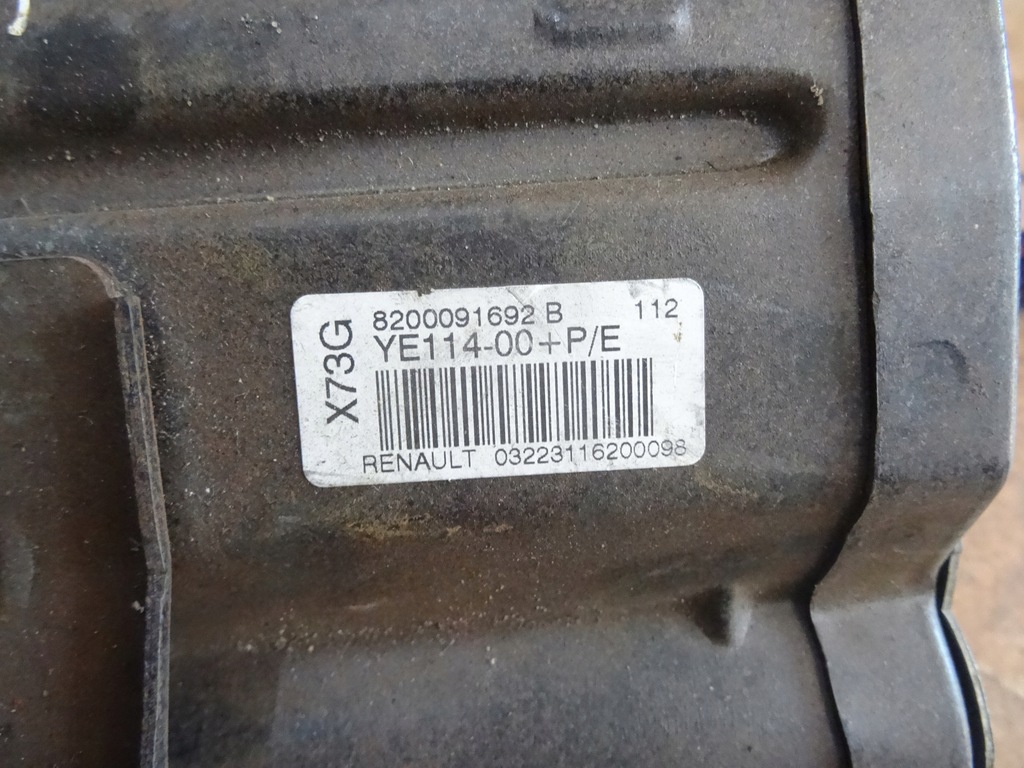 8200091692 B 112
X73G
YE114-00+P/E
RENAULT 03223116200098